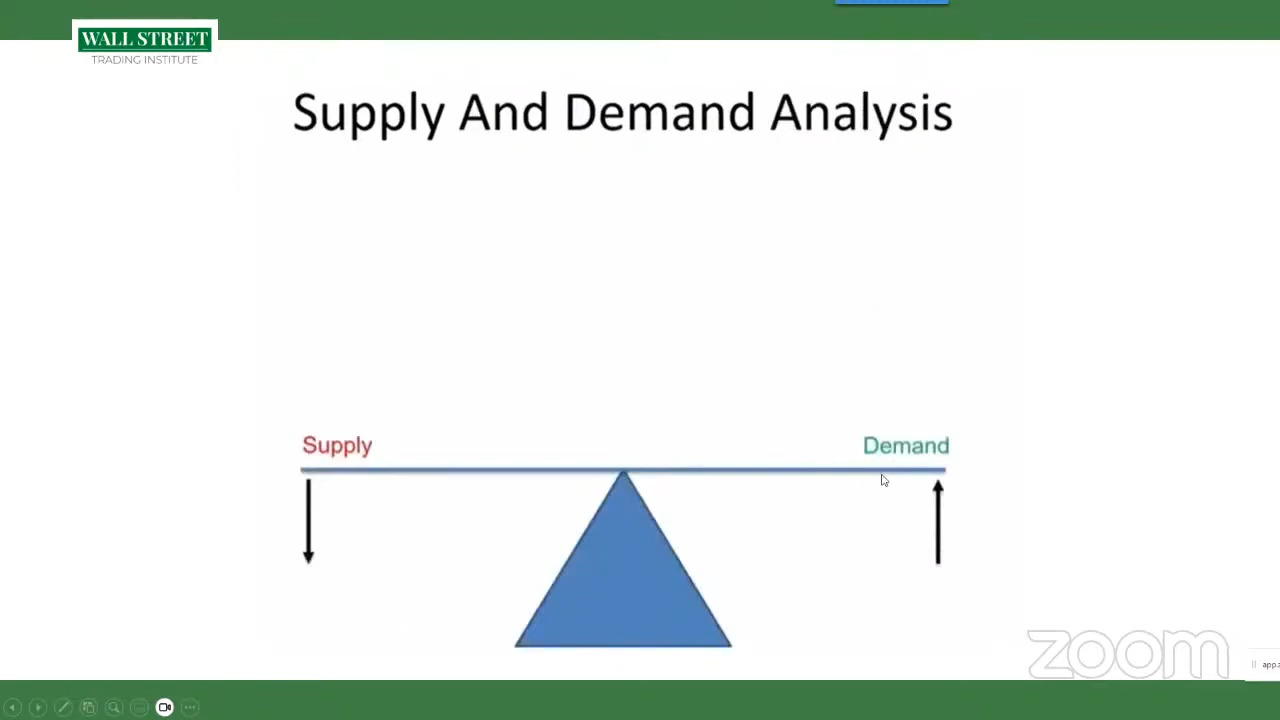 WALL STREET
TRADING INSTITUTE
Supply And Demand Analysis
Supply
Demand
zoom